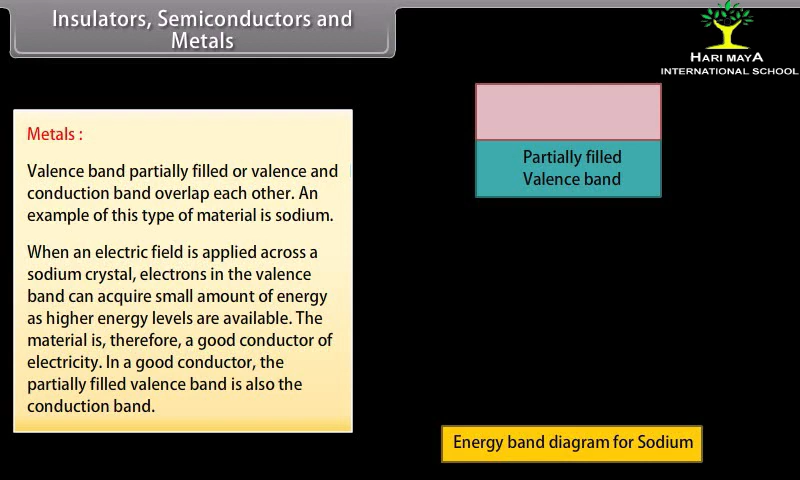 Insulators, Semiconductors and
Metals
HARI MAYA
INTERNATIONAL SCHOOL
Metals :
Valence band partially filled or valence and
conduction band overlap each other. An
example of this type of material is sodium.
When an electric field is applied across a
sodium crystal, electrons in the valence
band can acquire small amount of energy
as higher energy levels are available. The
material is, therefore, a good conductor of
electricity. In a good conductor, the
partially filled valence band is also the
conduction band.
Partially filled
Valence band
Energy band diagram for Sodium